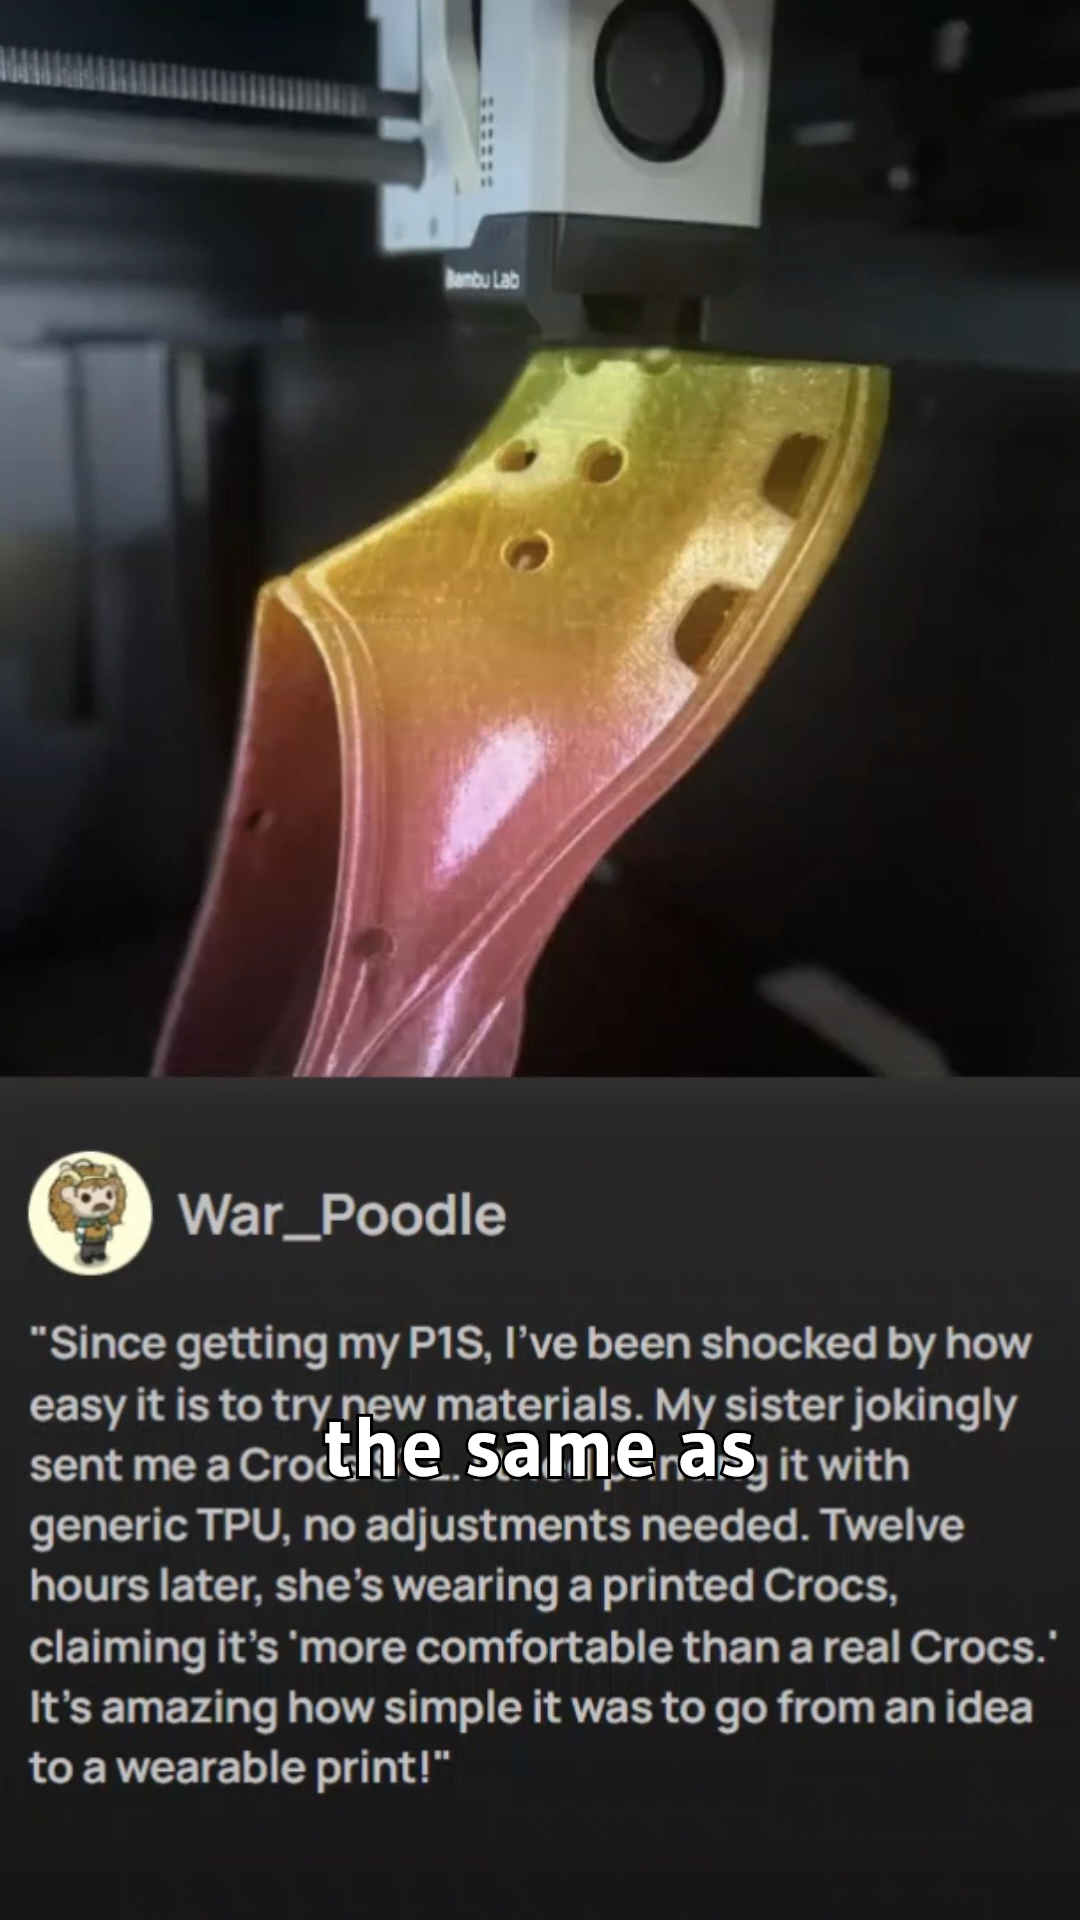 Bambu Lab
War_Poodle
"Since getting my P1S, I've been shocked by how
easy it is to try new materials. My sister jokingly
sent me a it with
the same as
generic TPU, no adjustments needed. Twelve
hours later, she's wearing a printed Crocs,
claiming it's 'more comfortable than a real Crocs.'
It's amazing how simple it was to go from an idea
to a wearable print!"